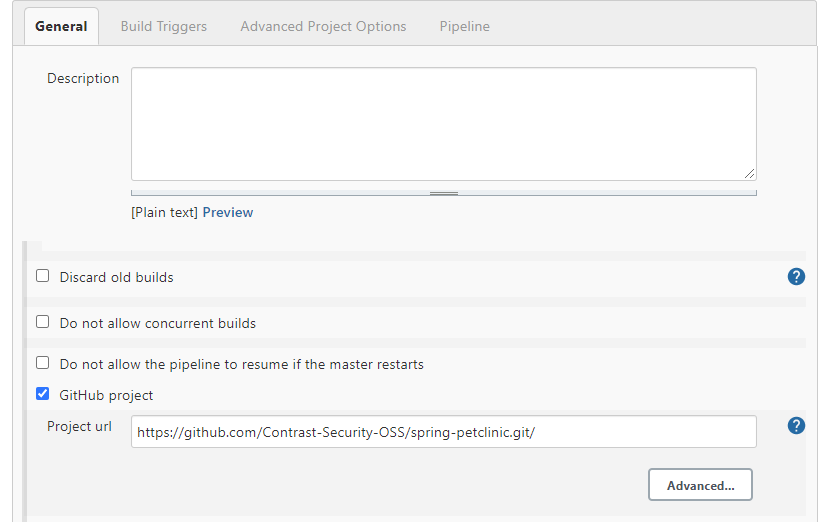 General Build Triggers Advanced Project Options Pipeline
Description
[Plain text] Preview
Discard old builds ?
Do not allow concurrent builds
Do not allow the pipeline to resume if the master restarts
GitHub project
Project url https://github.com/Contrast-Security-OSS/spring-petclinic.git/ ?
Advanced...